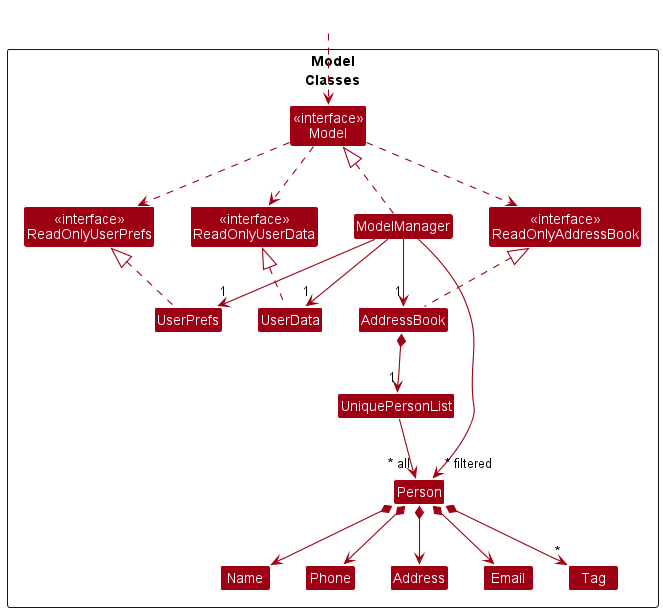 Model
Classes
«interface»
Model
«interface»
ReadOnlyUserPrefs
«interface»
ReadOnlyUserData
ModelManager
«interface»
ReadOnlyAddressBook
1
1
1
UserPrefs
UserData
AddressBook
1
UniquePersonList
* all
* filtered
Person
*
Name
Phone
Address
Email
Tag